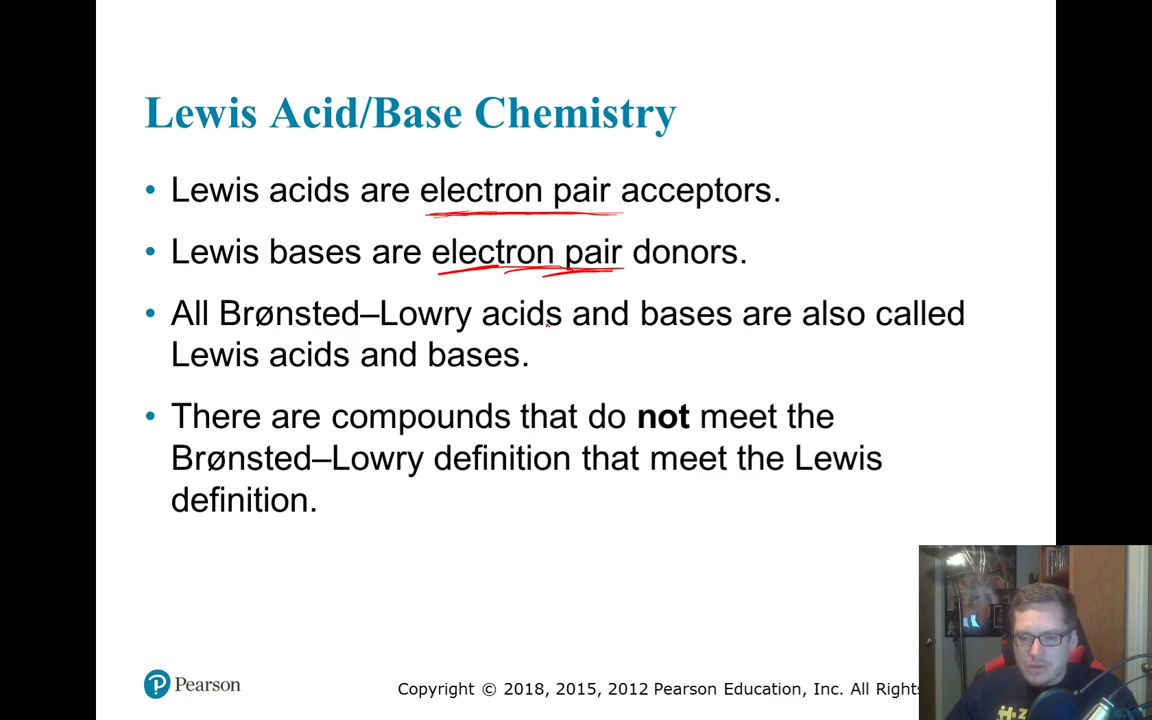 Lewis Acid/Base Chemistry
• Lewis acids are electron pair acceptors.
• Lewis bases are electron pair donors.
• All Brønsted–Lowry acids and bases are also called
Lewis acids and bases.
• There are compounds that do not meet the
Brønsted–Lowry definition that meet the Lewis
definition.
P Pearson
Copyright © 2018, 2015, 2012 Pearson Education, Inc. All Rights